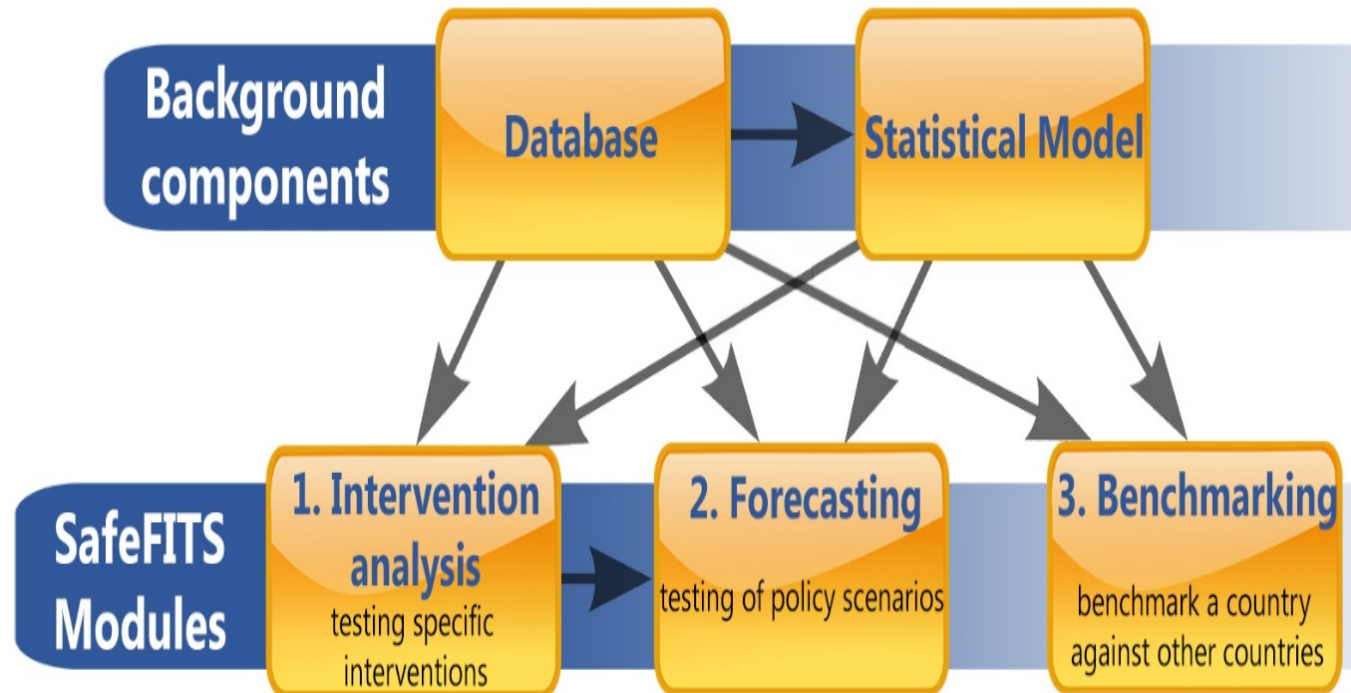 Background
components
Database
Statistical Model
SafeFITS
Modules
1. Intervention
analysis
testing specific
interventions
2. Forecasting
testing of policy scenarios
3. Benchmarking
benchmark a country
against other countries